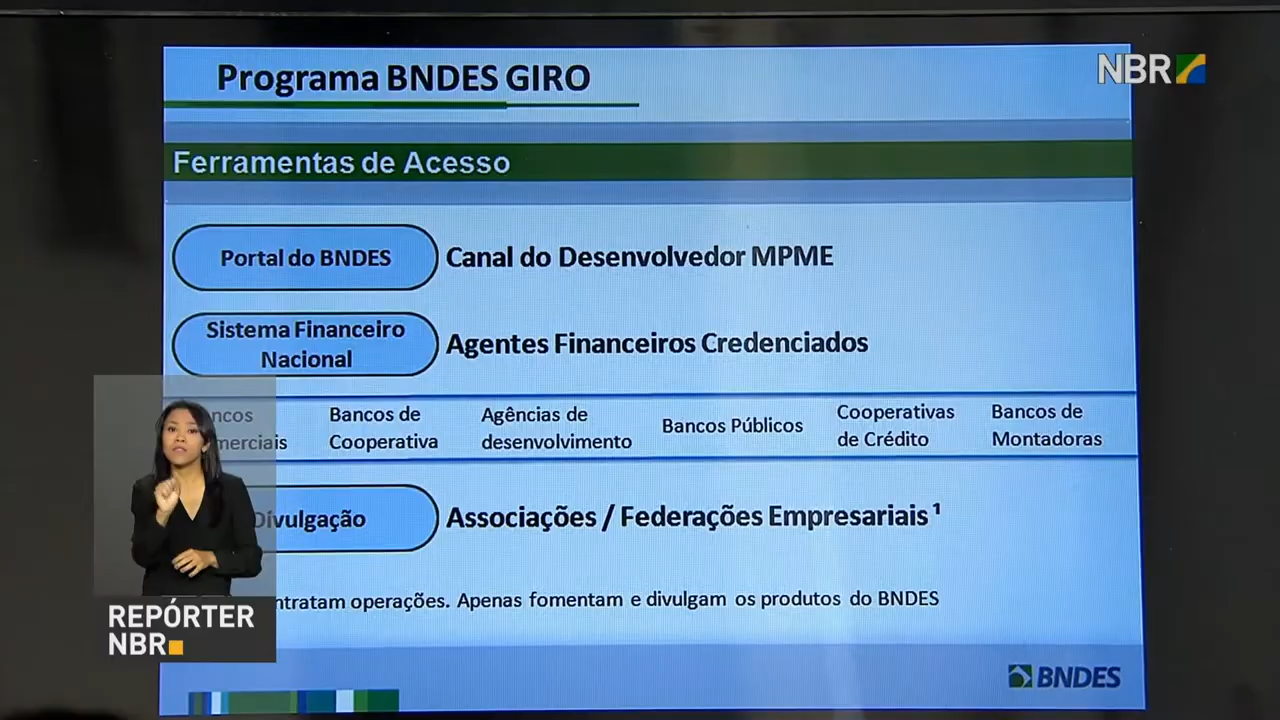 Programa BNDES GIRO
NBR
Ferramentas de Acesso
Portal do BNDES
Canal do Desenvolvedor MPME
Sistema Financeiro
Nacional
Agentes Financeiros Credenciados
Bancos de
Cooperativa
Agências de
desenvolvimento
Bancos Públicos
Cooperativas
de Crédito
Bancos de
Montadoras
Divulgação
Associações / Federações Empresariais ¹
operações. Apenas fomentam e divulgam os produtos do BNDES
REPÓRTER
NBR
BNDES